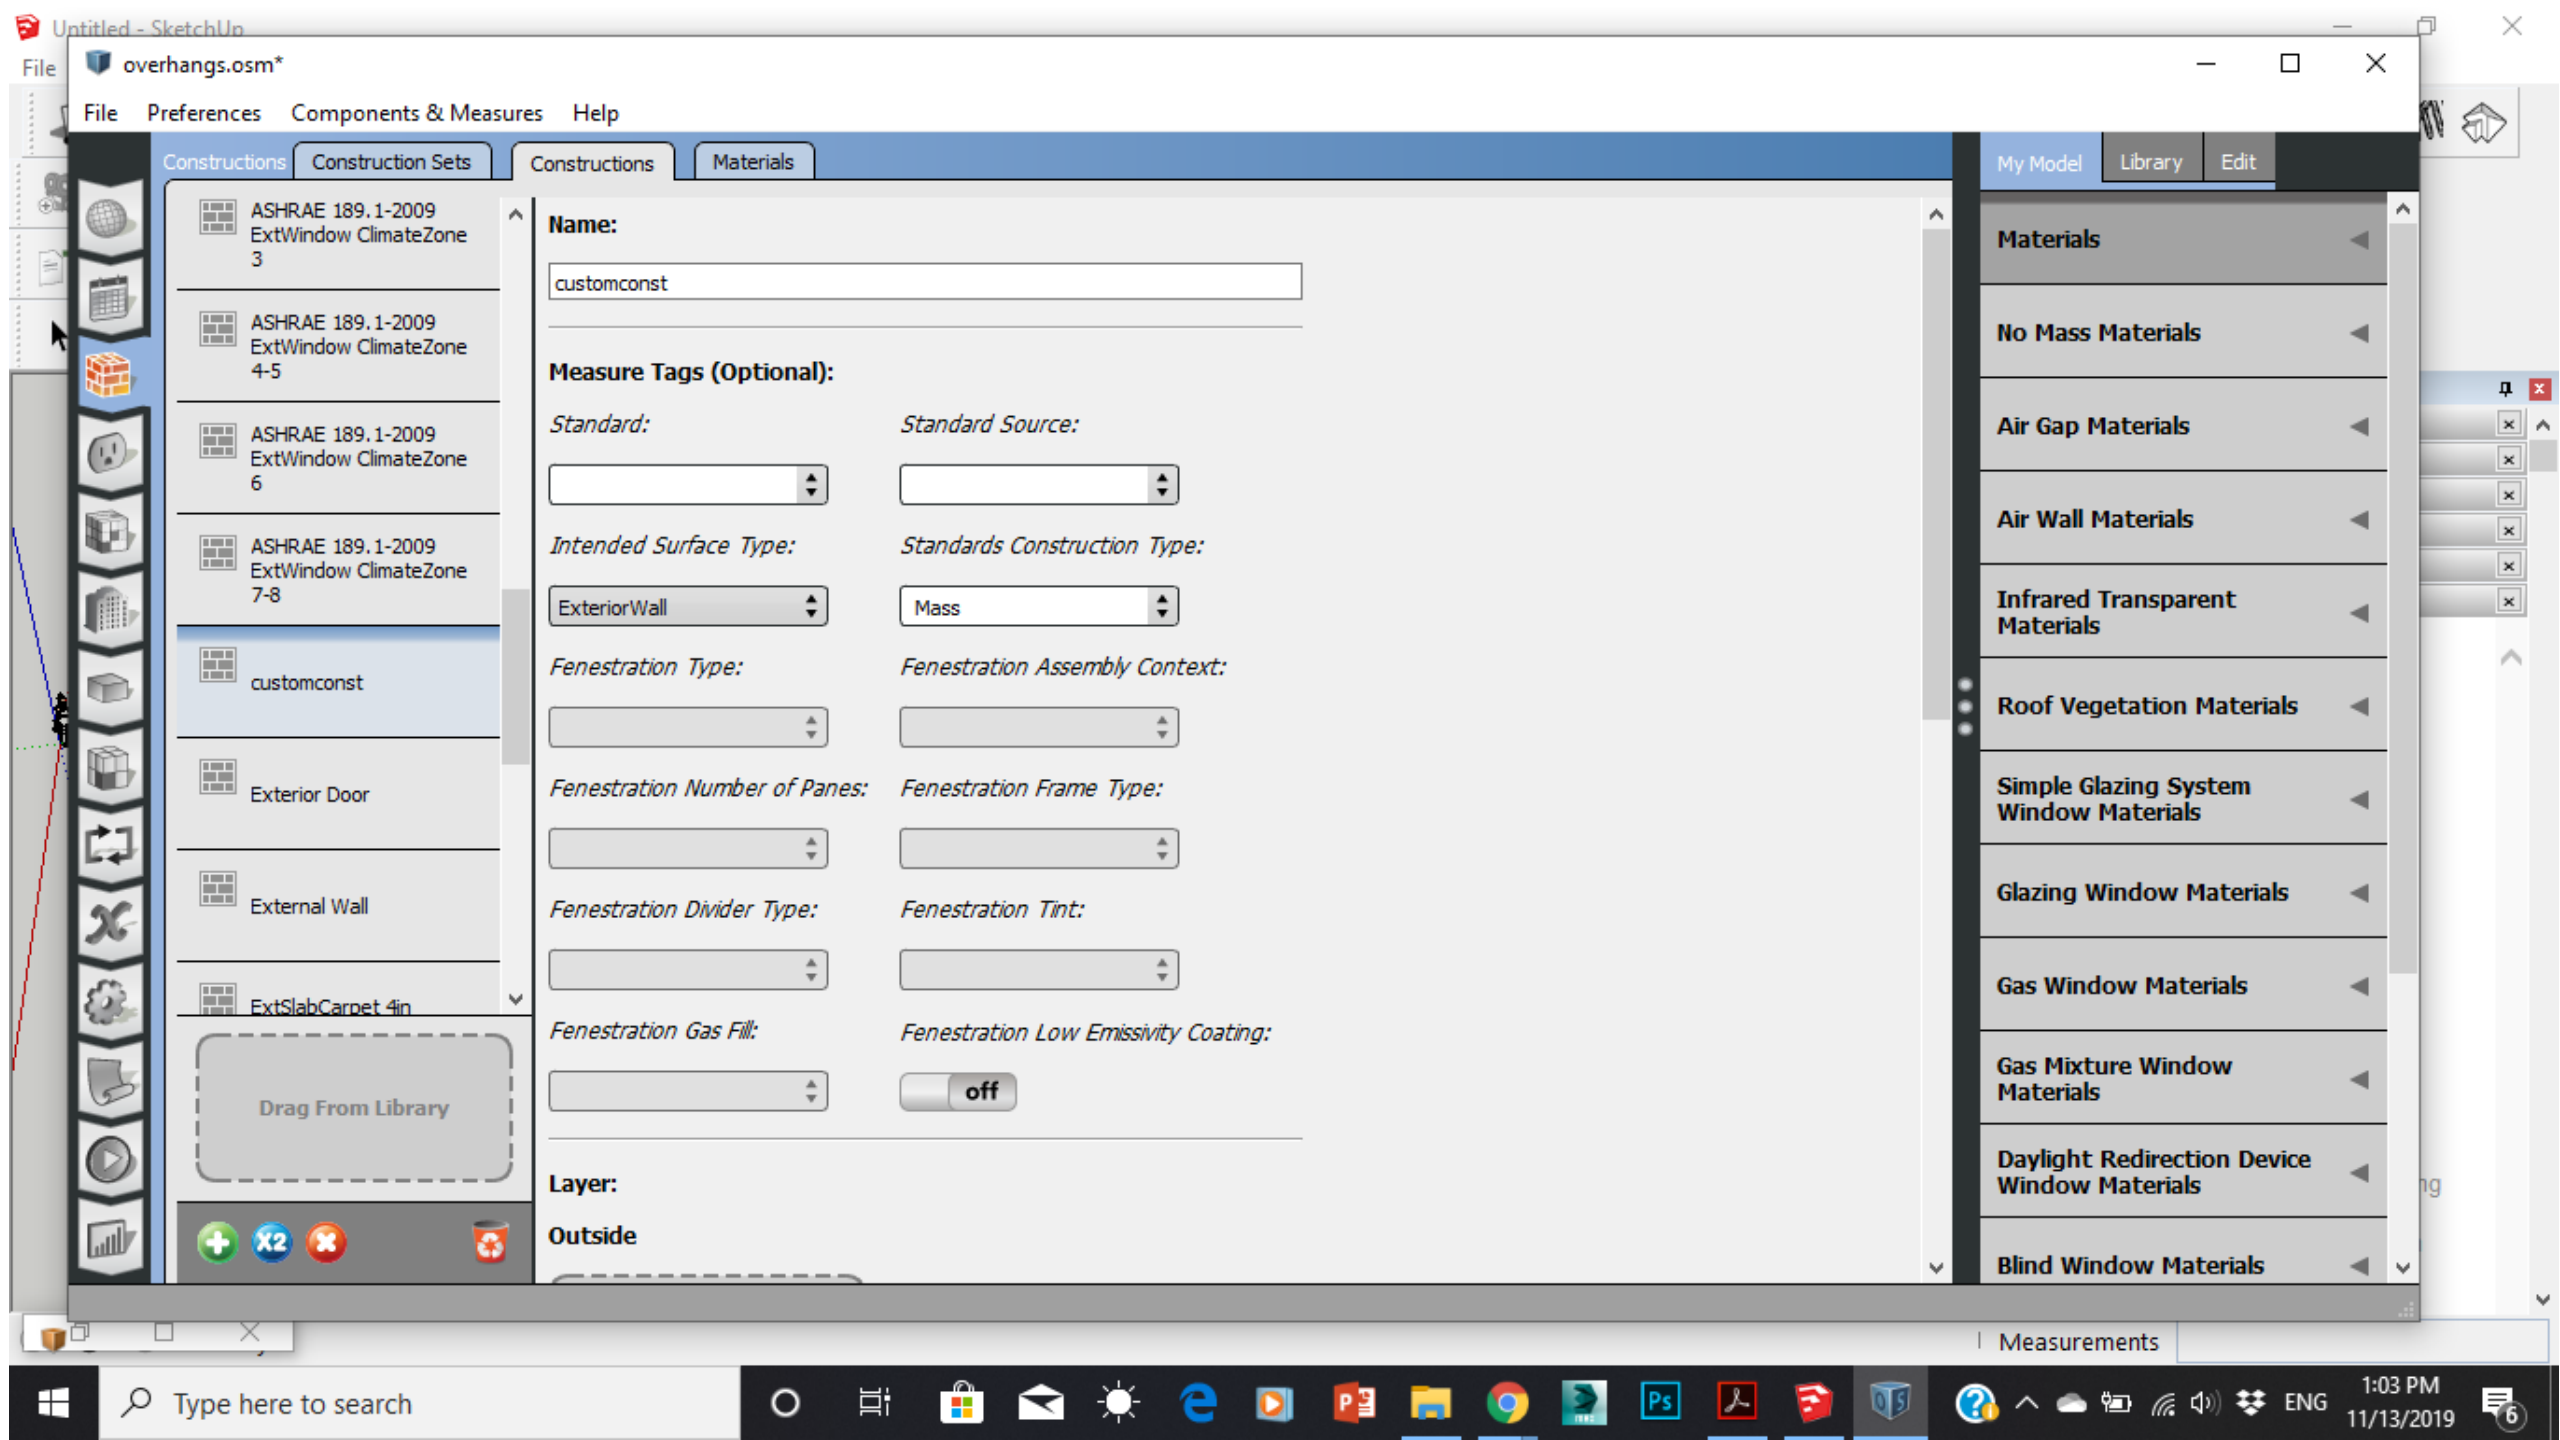 Untitled - SketchUp
File
overhangs.osm*
File Preferences Components & Measures Help
Constructions Construction Sets Constructions Materials
My Model Library Edit
ASHRAE 189.1-2009
ExtWindow ClimateZone
3
ASHRAE 189.1-2009
ExtWindow ClimateZone
4-5
ASHRAE 189.1-2009
ExtWindow ClimateZone
6
ASHRAE 189.1-2009
ExtWindow ClimateZone
7-8
customconst
Exterior Door
External Wall
ExtSlabCarpet 4in
Drag From Library
X2
Name:
customconst
Measure Tags (Optional):
Standard: Standard Source:
Intended Surface Type: Standards Construction Type:
ExteriorWall Mass
Fenestration Type: Fenestration Assembly Context:
Fenestration Number of Panes: Fenestration Frame Type:
Fenestration Divider Type: Fenestration Tint:
Fenestration Gas Fill: Fenestration Low Emissivity Coating:
off
Layer:
Outside
Materials
No Mass Materials
Air Gap Materials
Air Wall Materials
Infrared Transparent
Materials
Roof Vegetation Materials
Simple Glazing System
Window Materials
Glazing Window Materials
Gas Window Materials
Gas Mixture Window
Materials
Daylight Redirection Device
Window Materials
Blind Window Materials
ng
Measurements
Type here to search
Ps
ENG
1:03 PM
11/13/2019
6